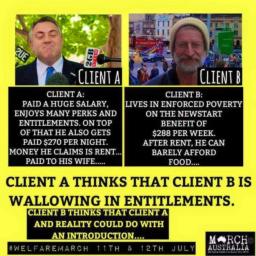 2UE
2GB
CLIENT A
CLIENT B
CLIENT A:
PAID A HUGE SALARY,
ENJOYS MANY PERKS AND
ENTITLEMENTS. ON TOP
OF THAT HE ALSO GETS
PAID $270 PER NIGHT.
MONEY HE CLAIMS IS RENT...
PAID TO HIS WIFE.....
CLIENT B:
LIVES IN ENFORCED POVERTY
ON THE NEWSTART
BENEFIT OF
$288 PER WEEK.
AFTER RENT, HE CAN
BARELY AFFORD
FOOD....
CLIENT A THINKS THAT CLIENT B IS
WALLOWING IN ENTITLEMENTS.
CLIENT B THINKS THAT CLIENT A
AND REALITY COULD DO WITH
AN INTRODUCTION....
#WELFAREMARCH 11TH & 12TH JULY
MARCH
AUSTRALIA